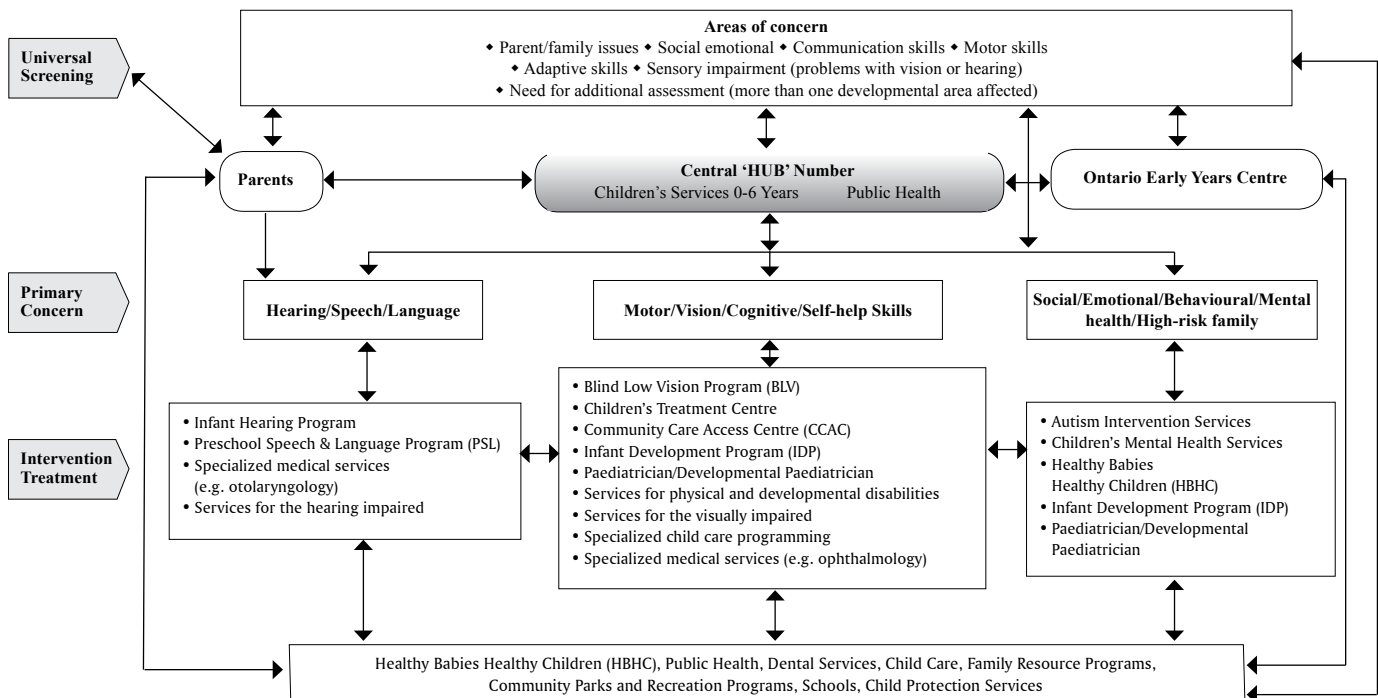 Areas of concern
◆ Parent/family issues ◆ Social emotional ◆ Communication skills ◆ Motor skills
◆ Adaptive skills ◆ Sensory impairment (problems with vision or hearing)
◆ Need for additional assessment (more than one developmental area affected)
Universal
Screening
Parents
Central ‘HUB’ Number
Children’s Services 0-6 Years Public Health
Ontario Early Years Centre
Primary
Concern
Hearing/Speech/Language
Motor/Vision/Cognitive/Self-help Skills
Social/Emotional/Behavioural/Mental
health/High-risk family
Intervention
Treatment
• Infant Hearing Program
• Preschool Speech & Language Program (PSL)
• Specialized medical services
(e.g. otolaryngology)
• Services for the hearing impaired
• Blind Low Vision Program (BLV)
• Children’s Treatment Centre
• Community Care Access Centre (CCAC)
• Infant Development Program (IDP)
• Paediatrician/Developmental Paediatrician
• Services for physical and developmental disabilities
• Services for the visually impaired
• Specialized child care programming
• Specialized medical services (e.g. ophthalmology)
• Autism Intervention Services
• Children’s Mental Health Services
• Healthy Babies
Healthy Children (HBHC)
• Infant Development Program (IDP)
• Paediatrician/Developmental
Paediatrician
Healthy Babies Healthy Children (HBHC), Public Health, Dental Services, Child Care, Family Resource Programs,
Community Parks and Recreation Programs, Schools, Child Protection Services